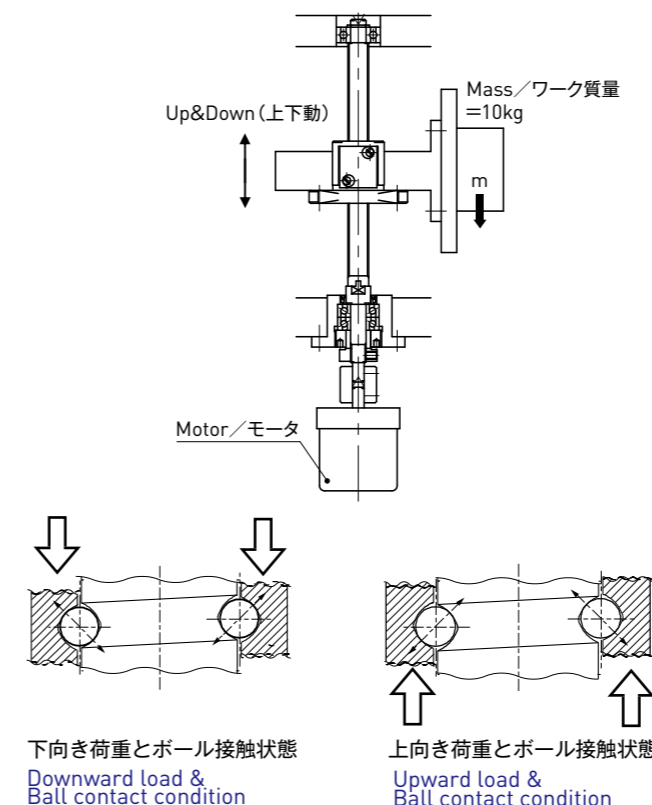 Up&Down（上下動）
Mass／ワーク質量
=10kg
m
Motor／モータ
下向き荷重とボール接触状態
Downward load &
Ball contact condition
上向き荷重とボール接触状態
Upward load &
Ball contact condition